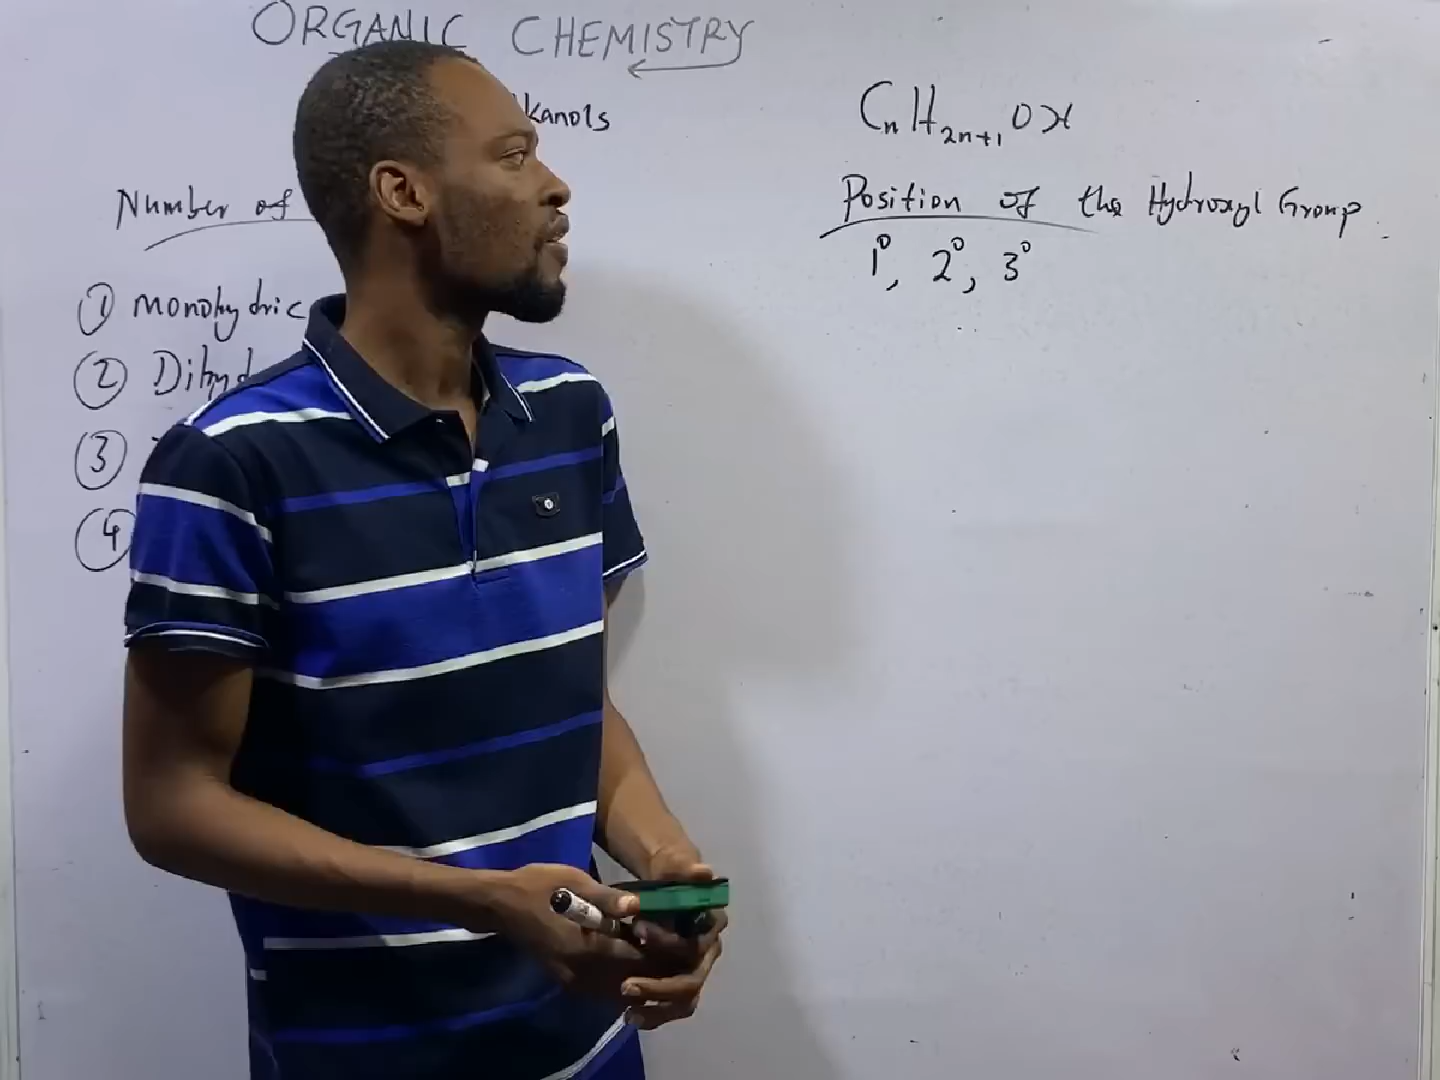 ORGANIC CHEMISTRY
kanols
Number of
① monohydric
② Dihyd
③
④
CnH2n+1OH
Position of the Hydroxyl Group.
1°, 2°, 3°